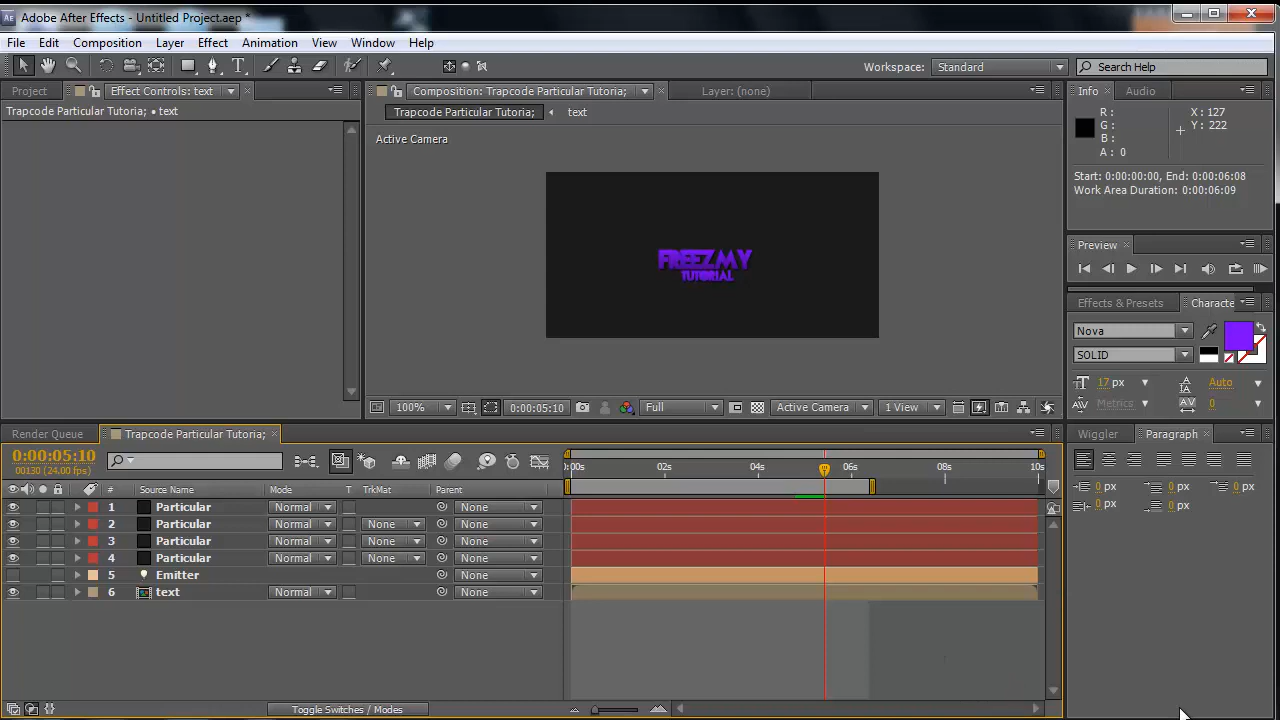 Adobe After Effects - Untitled Project.aep *
File Edit Composition Layer Effect Animation View Window Help
Workspace: Standard Search Help
Project Effect Controls: text Composition: Trapcode Particular Tutoria; Layer: (none) Info Audio
Trapcode Particular Tutoria; • text
Trapcode Particular Tutoria; text
Active Camera
R :
G :
B :
A : 0
X : 127
Y : 222
Start: 0:00:00:00, End: 0:00:06:08
Work Area Duration: 0:00:06:09
FREEZMY
TUTORIAL
Preview
Effects & Presets Characte
Nova
SOLID
17 px Auto
Metrics 0
100% 0:00:05:10 Full Active Camera 1 View
Render Queue Trapcode Particular Tutoria; Wiggler Paragraph
0:00:05:10
00130 (24.00 fps)
:00s 02s 04s 06s 08s 10s
# Source Name Mode T TrkMat Parent
0 px 0 px 0 px
0 px 0 px
1 Particular Normal None
2 Particular Normal None None
3 Particular Normal None None
4 Particular Normal None None
5 Emitter None
6 text Normal None
Toggle Switches / Modes